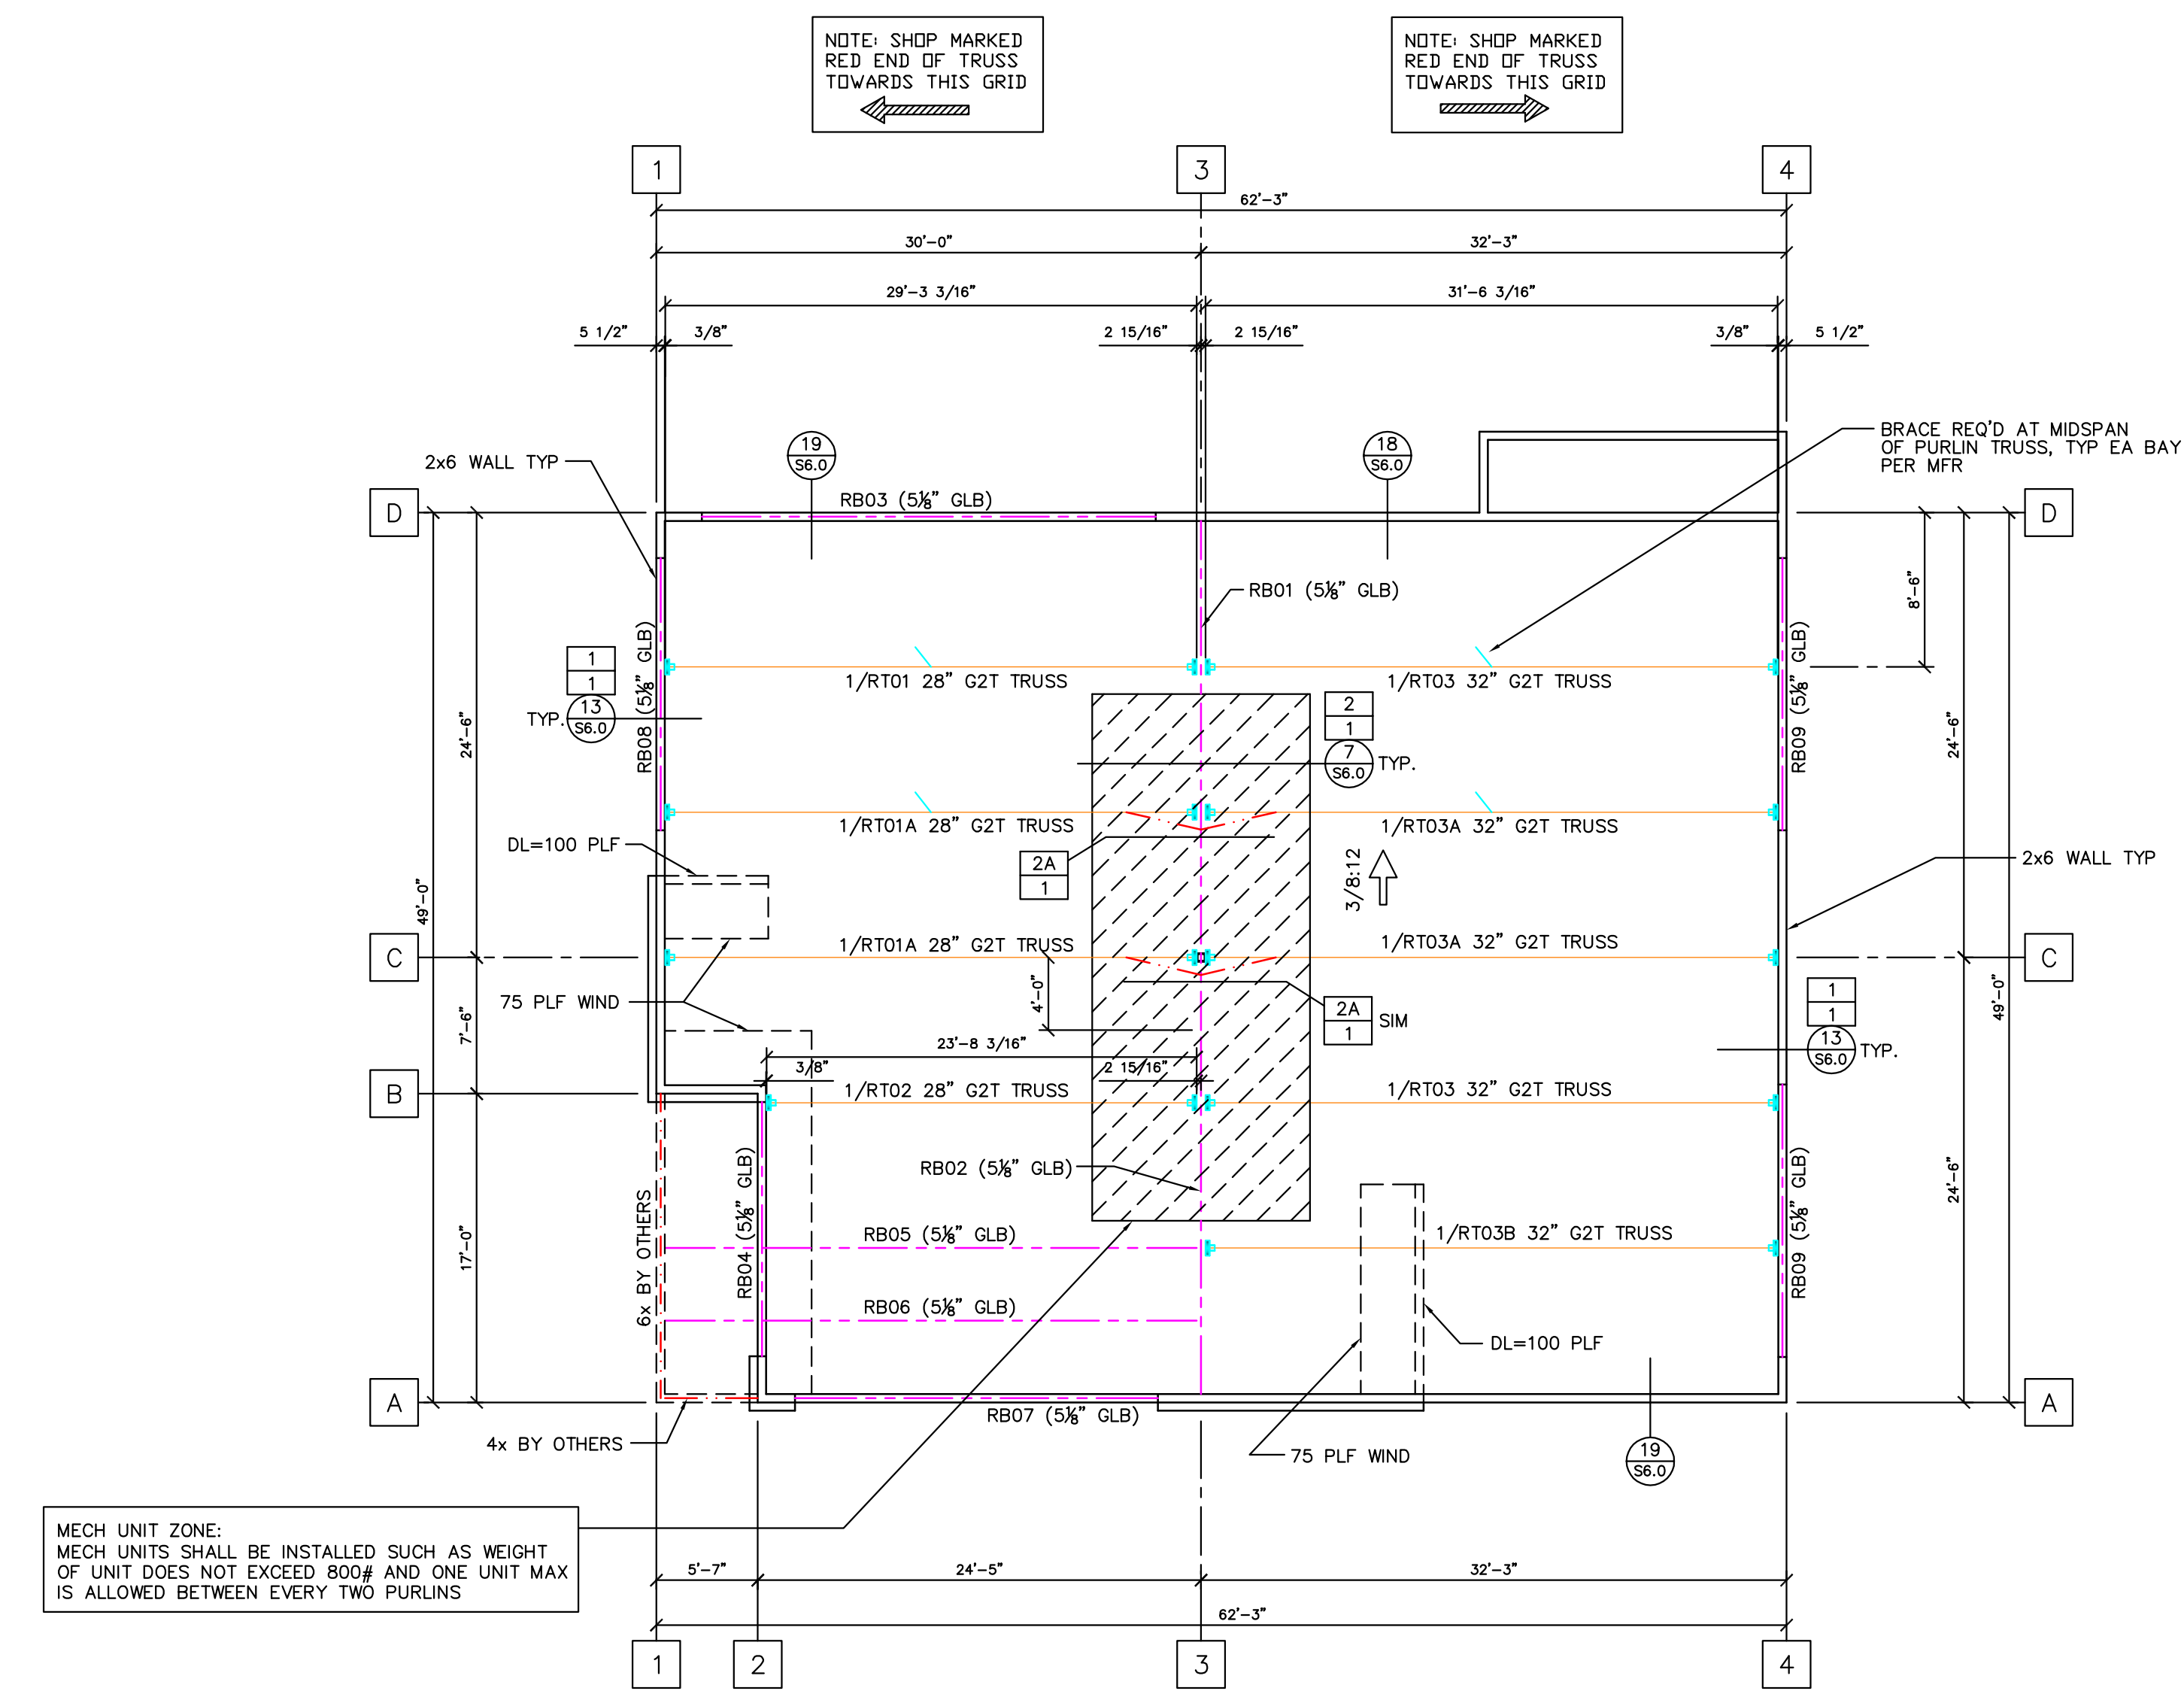 NOTE: SHOP MARKED
RED END OF TRUSS
TOWARDS THIS GRID
NOTE: SHOP MARKED
RED END OF TRUSS
TOWARDS THIS GRID
1
3
4
62'-3"
30'-0"
32'-3"
29'-3 3/16"
31'-6 3/16"
5 1/2"
3/8"
2 15/16"
2 15/16"
3/8"
5 1/2"
19
S6.0
18
S6.0
BRACE REQ'D AT MIDSPAN
OF PURLIN TRUSS, TYP EA BAY
PER MFR
2x6 WALL TYP
RB03 (5⅛" GLB)
D
D
RB01 (5⅛" GLB)
8'-6"
RB08 (5⅛" GLB)
RB09 (5⅛" GLB)
1
1
13
S6.0
TYP.
1/RT01 28" G2T TRUSS
1/RT03 32" G2T TRUSS
2
1
7
S6.0
TYP.
24'-6"
24'-6"
1/RT01A 28" G2T TRUSS
1/RT03A 32" G2T TRUSS
DL=100 PLF
2A
1
3/8:12
2x6 WALL TYP
49'-0"
1/RT01A 28" G2T TRUSS
1/RT03A 32" G2T TRUSS
C
C
75 PLF WIND
4'-0"
2A
1
SIM
1
1
13
S6.0
TYP.
49'-0"
7'-6"
23'-8 3/16"
3/8"
2 15/16"
B
1/RT02 28" G2T TRUSS
1/RT03 32" G2T TRUSS
RB02 (5⅛" GLB)
RB04 (5⅛" GLB)
6x BY OTHERS
17'-0"
24'-6"
RB09 (5⅛" GLB)
RB05 (5⅛" GLB)
1/RT03B 32" G2T TRUSS
RB06 (5⅛" GLB)
DL=100 PLF
A
A
RB07 (5⅛" GLB)
4x BY OTHERS
75 PLF WIND
19
S6.0
MECH UNIT ZONE:
MECH UNITS SHALL BE INSTALLED SUCH AS WEIGHT
OF UNIT DOES NOT EXCEED 800# AND ONE UNIT MAX
IS ALLOWED BETWEEN EVERY TWO PURLINS
5'-7"
24'-5"
32'-3"
62'-3"
1
2
3
4